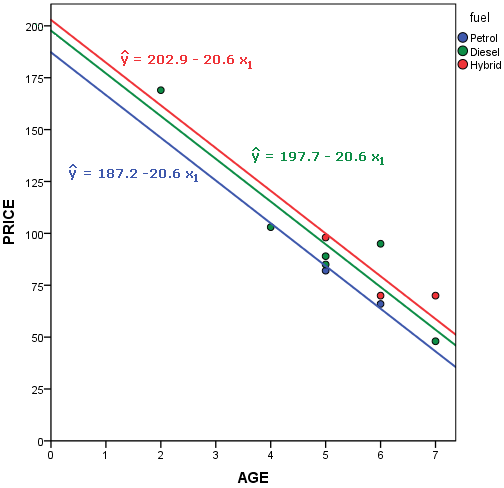 fuel
Petrol
Diesel
Hybrid
200
175
150
125
100
75
50
25
0
PRICE
ŷ = 202.9 - 20.6 x₁
ŷ = 197.7 - 20.6 x₁
ŷ = 187.2 -20.6 x₁
0 1 2 3 4 5 6 7
AGE